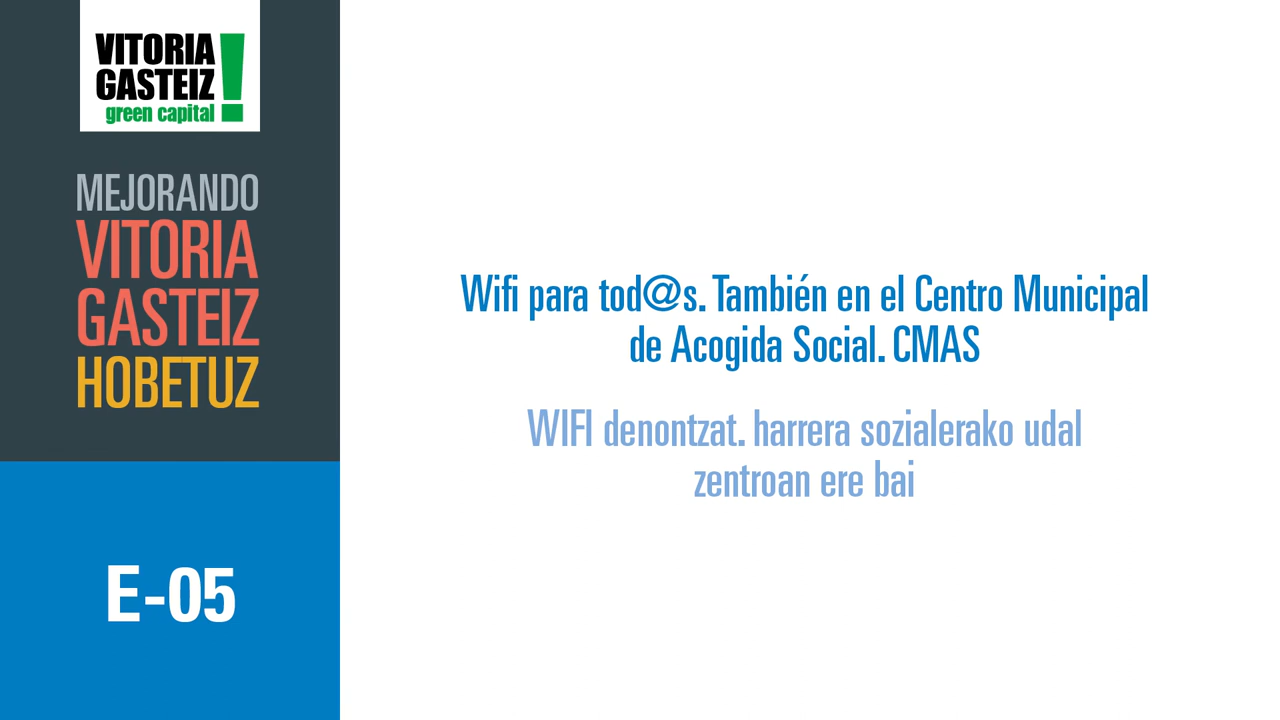 VITORIA
GASTEIZ !
green capital
MEJORANDO
VITORIA
GASTEIZ
HOBETUZ
E-05
Wifi para tod@s. También en el Centro Municipal
de Acogida Social. CMAS
WIFI denontzat. harrera sozialerako udal
zentroan ere bai